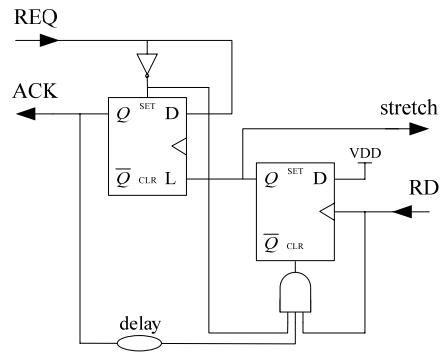 REQ
ACK
Q SET D
Q CLR L
stretch
VDD
Q SET D
RD
Q CLR
delay